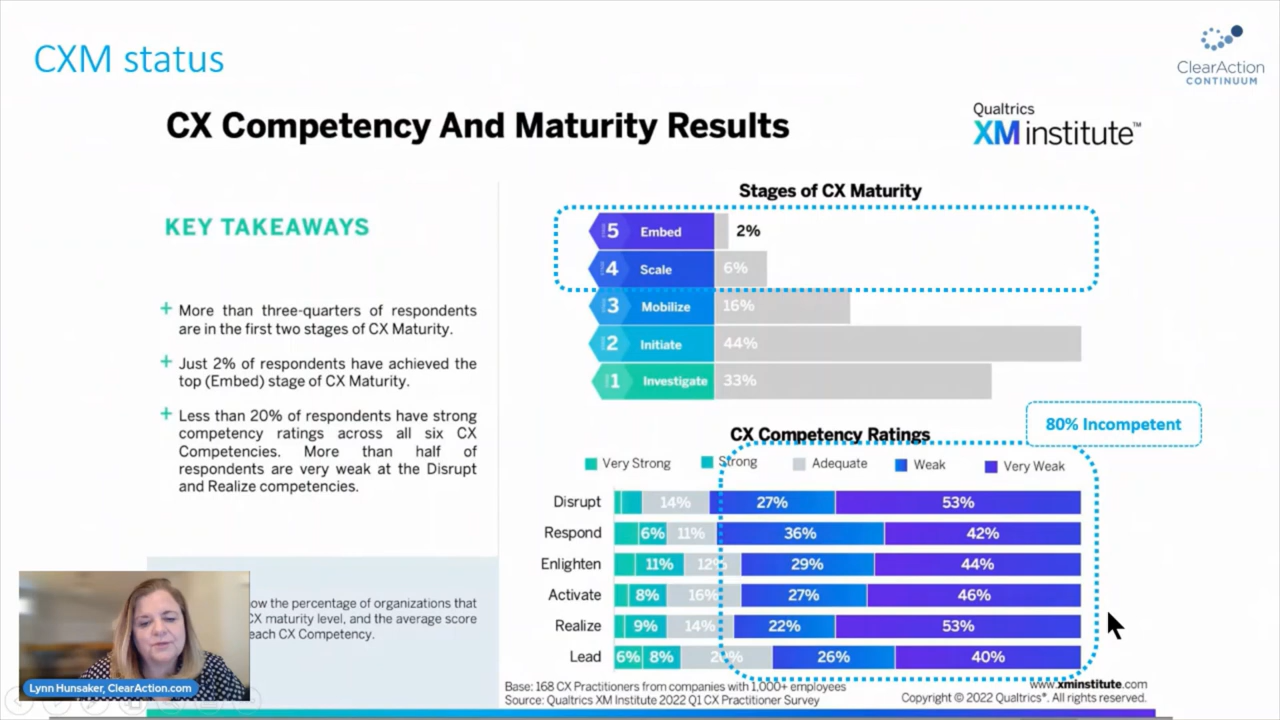 CXM status
ClearAction
CONTINUUM
CX Competency And Maturity Results
Qualtrics
XM institute™
KEY TAKEAWAYS
+ More than three-quarters of respondents
are in the first two stages of CX Maturity.
+ Just 2% of respondents have achieved the
top (Embed) stage of CX Maturity.
+ Less than 20% of respondents have strong
competency ratings across all six CX
Competencies. More than half of
respondents are very weak at the Disrupt
and Realize competencies.
ow the percentage of organizations that
CX maturity level, and the average score
each CX Competency.
Lynn Hunsaker, ClearAction.com
Stages of CX Maturity
5 Embed 2%
4 Scale 6%
3 Mobilize 16%
2 Initiate 44%
1 Investigate 33%
80% Incompetent
CX Competency Ratings
Very Strong Strong Adequate Weak Very Weak
Disrupt 14% 27% 53%
Respond 6% 11% 36% 42%
Enlighten 11% 12% 29% 44%
Activate 8% 16% 27% 46%
Realize 9% 14% 22% 53%
Lead 6% 8% 26% 40%
Base: 168 CX Practitioners from companies with 1,000+ employees
Source: Qualtrics XM Institute 2022 Q1 CX Practitioner Survey
www.xminstitute.com
Copyright © 2022 Qualtrics®. All rights reserved.